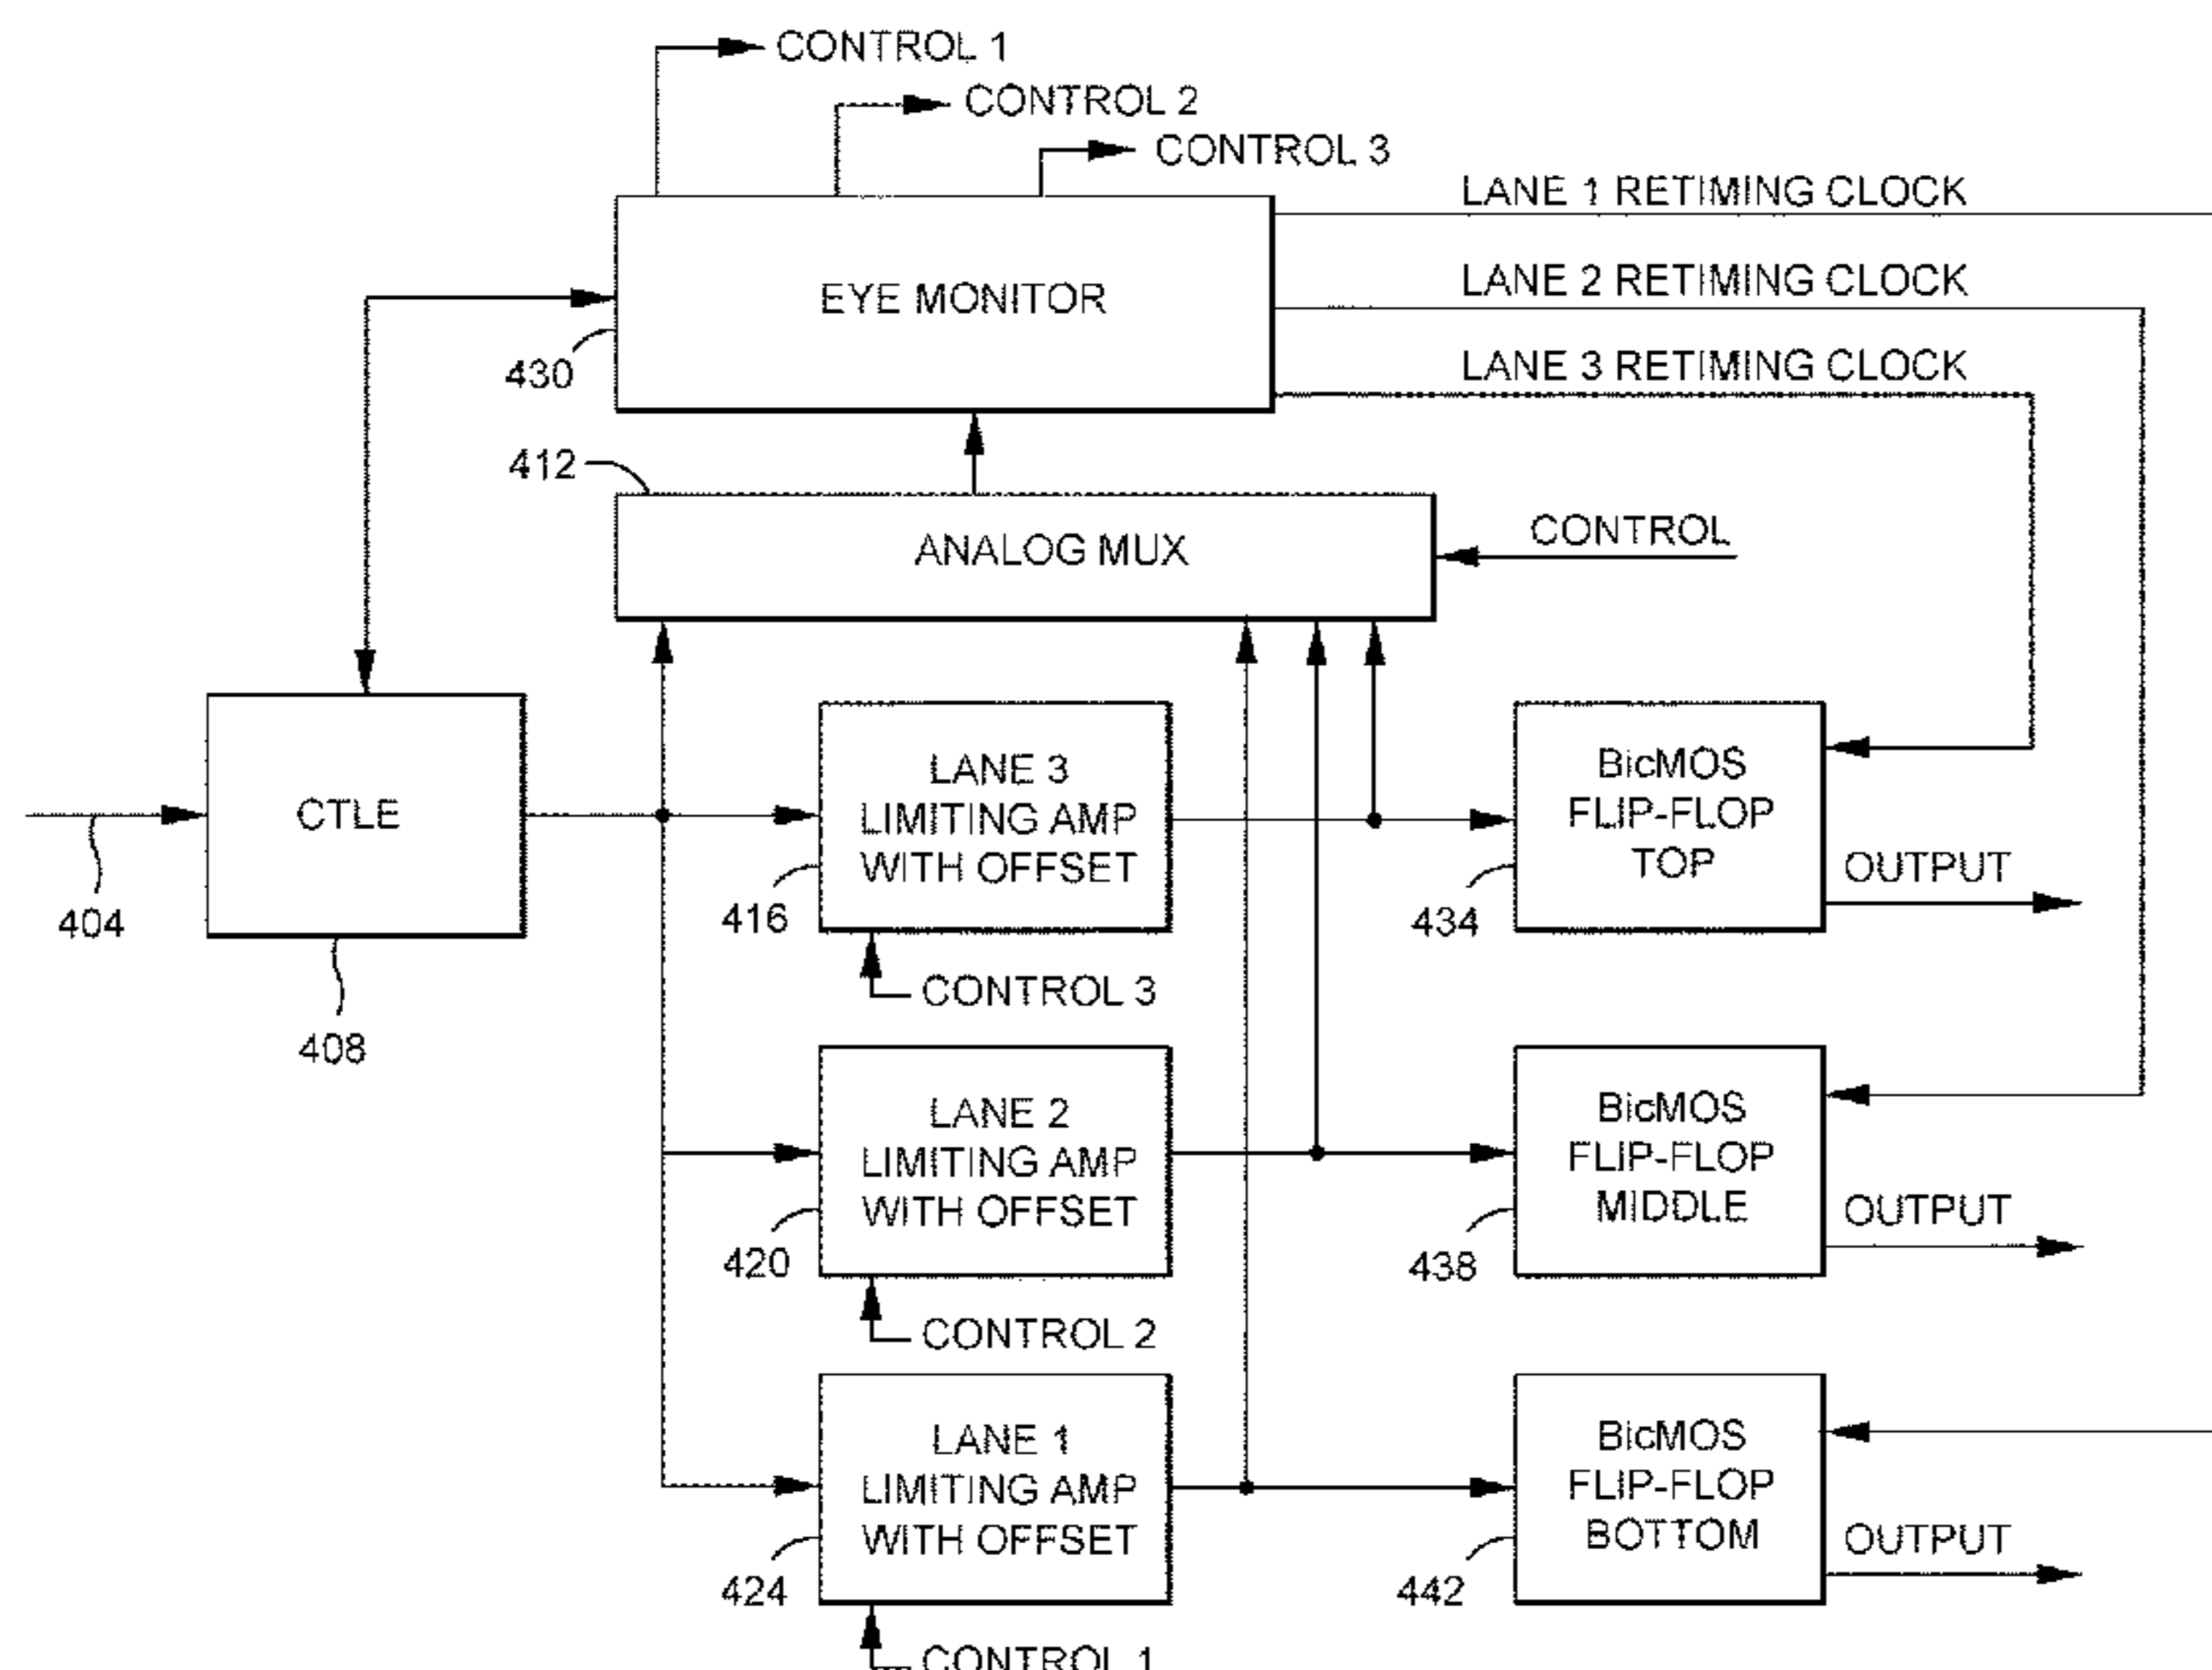 CONTROL 1
CONTROL 2
CONTROL 3
LANE 1 RETIMING CLOCK
EYE MONITOR
LANE 2 RETIMING CLOCK
430
LANE 3 RETIMING CLOCK
412
ANALOG MUX
CONTROL
CTLE
404
408
LANE 3
LIMITING AMP
WITH OFFSET
416
CONTROL 3
BicMOS
FLIP-FLOP
TOP
434
OUTPUT
LANE 2
LIMITING AMP
WITH OFFSET
420
CONTROL 2
BicMOS
FLIP-FLOP
MIDDLE
438
OUTPUT
LANE 1
LIMITING AMP
WITH OFFSET
424
CONTROL 1
BicMOS
FLIP-FLOP
BOTTOM
442
OUTPUT